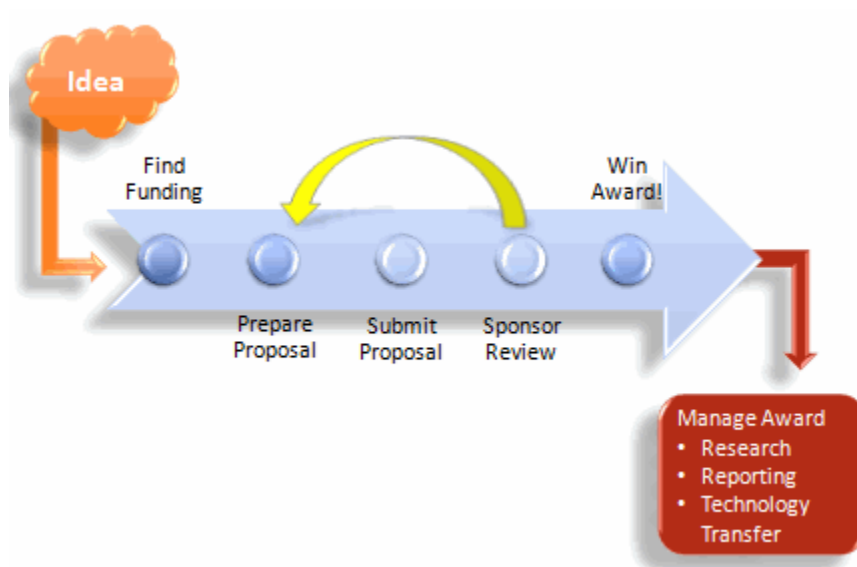 Idea
Find
Funding
Win
Award!
Prepare
Proposal
Submit
Proposal
Sponsor
Review
Manage Award
• Research
• Reporting
• Technology
Transfer